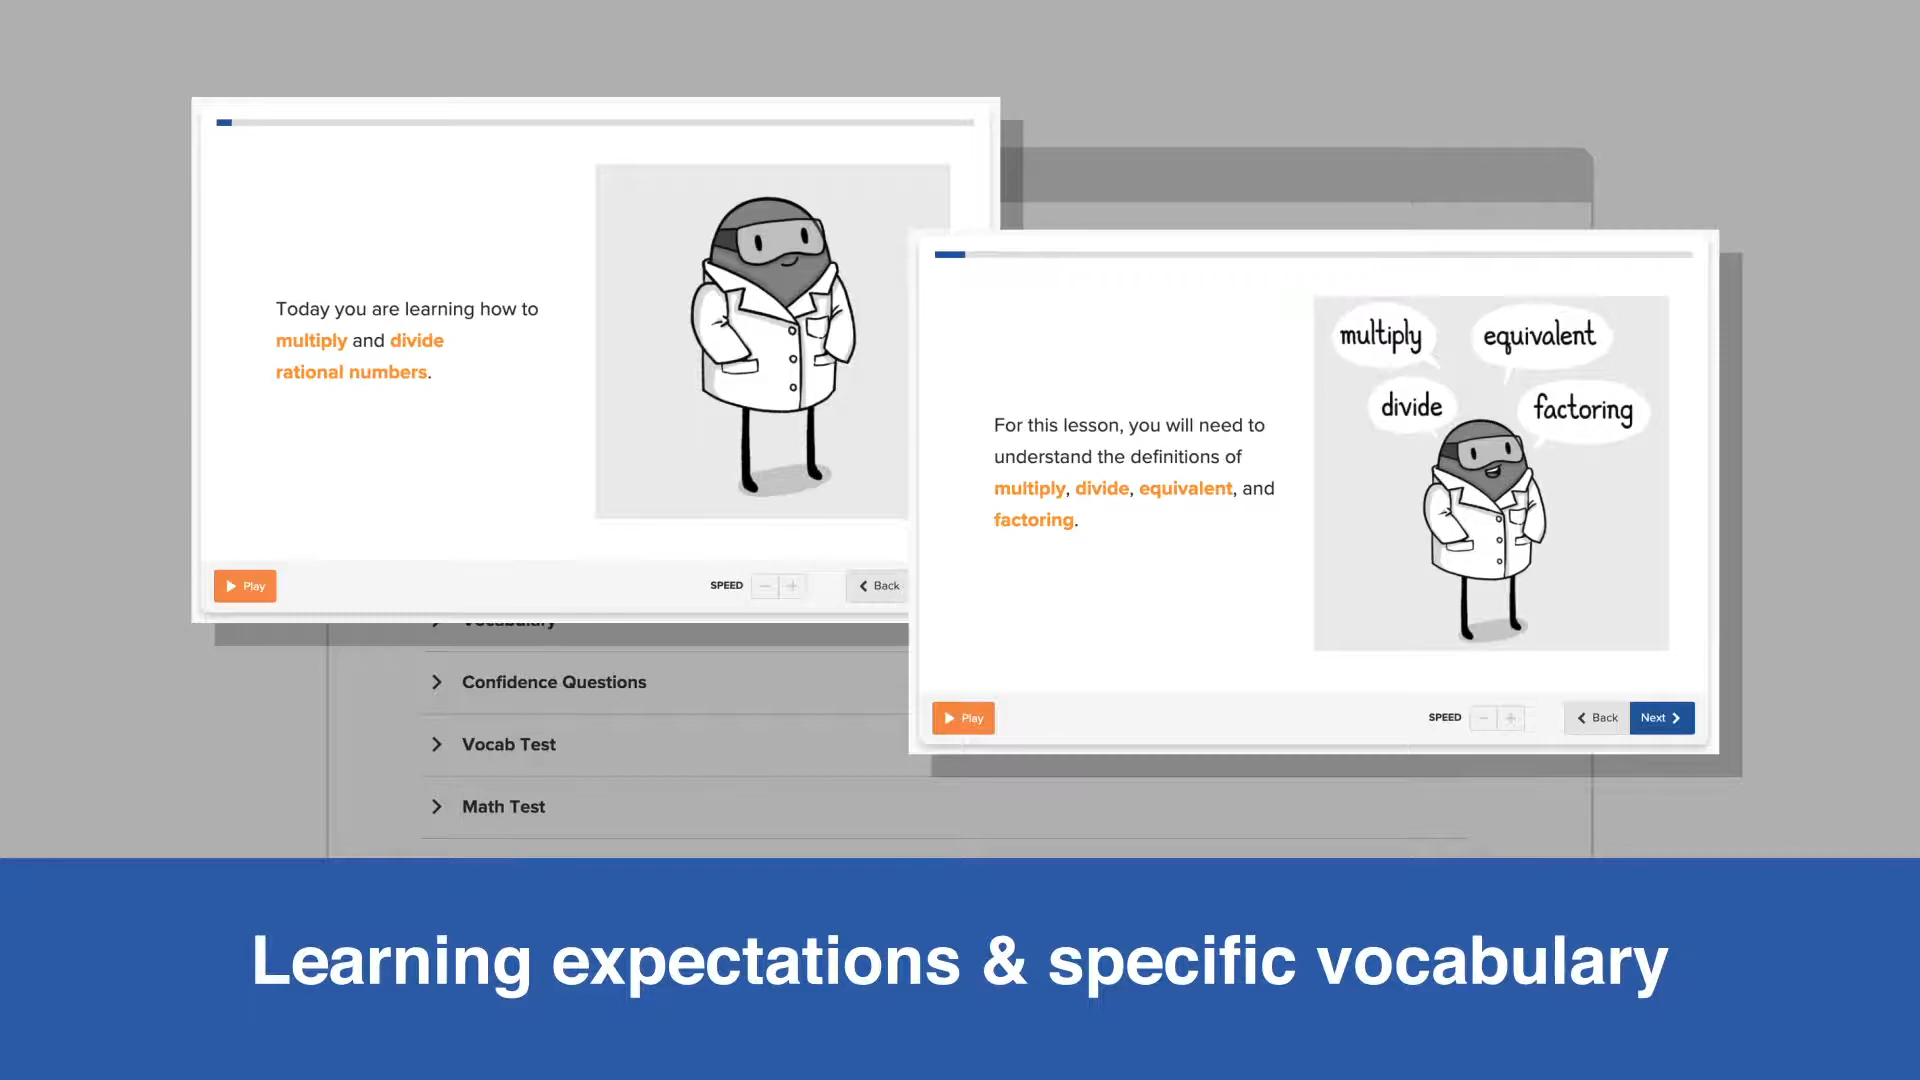 Today you are learning how to
multiply and divide
rational numbers.
Play
SPEED
Back
For this lesson, you will need to
understand the definitions of
multiply, divide, equivalent, and
factoring.
multiply
equivalent
divide
factoring
Play
SPEED
Back
Next
Vocabulary
Confidence Questions
Vocab Test
Math Test
Learning expectations & specific vocabulary